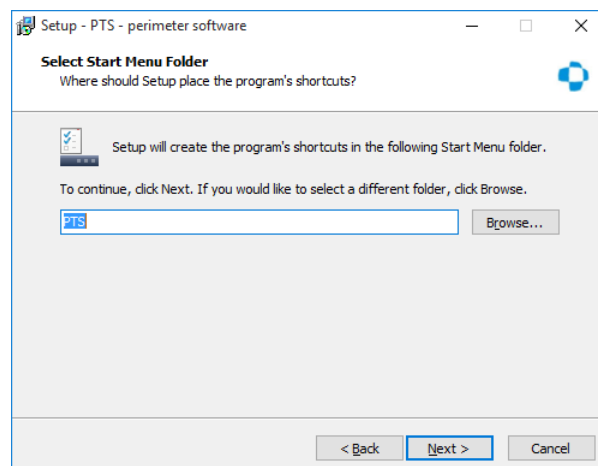 Setup - PTS - perimeter software
Select Start Menu Folder
Where should Setup place the program's shortcuts?
Setup will create the program's shortcuts in the following Start Menu folder.
To continue, click Next. If you would like to select a different folder, click Browse.
PTS
Browse...
< Back
Next >
Cancel